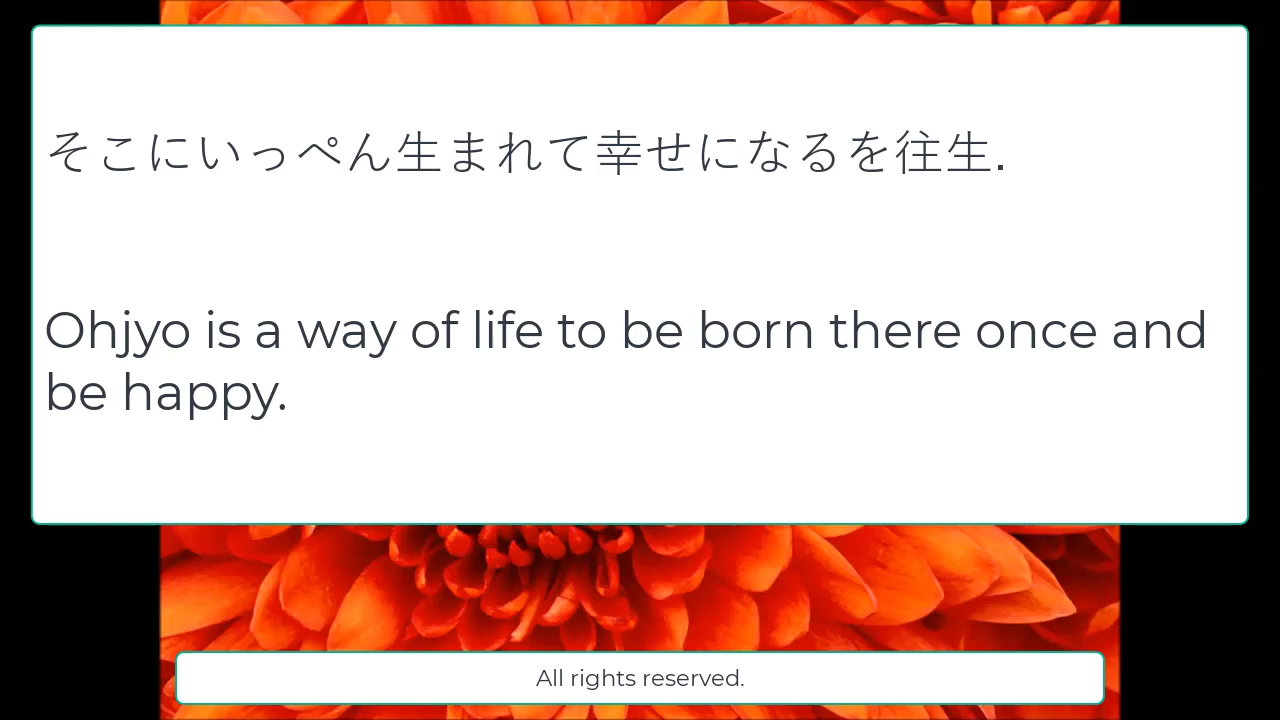 そこにいっぺん生まれて幸せになるを往生.
Ohjyo is a way of life to be born there once and
be happy.
All rights reserved.